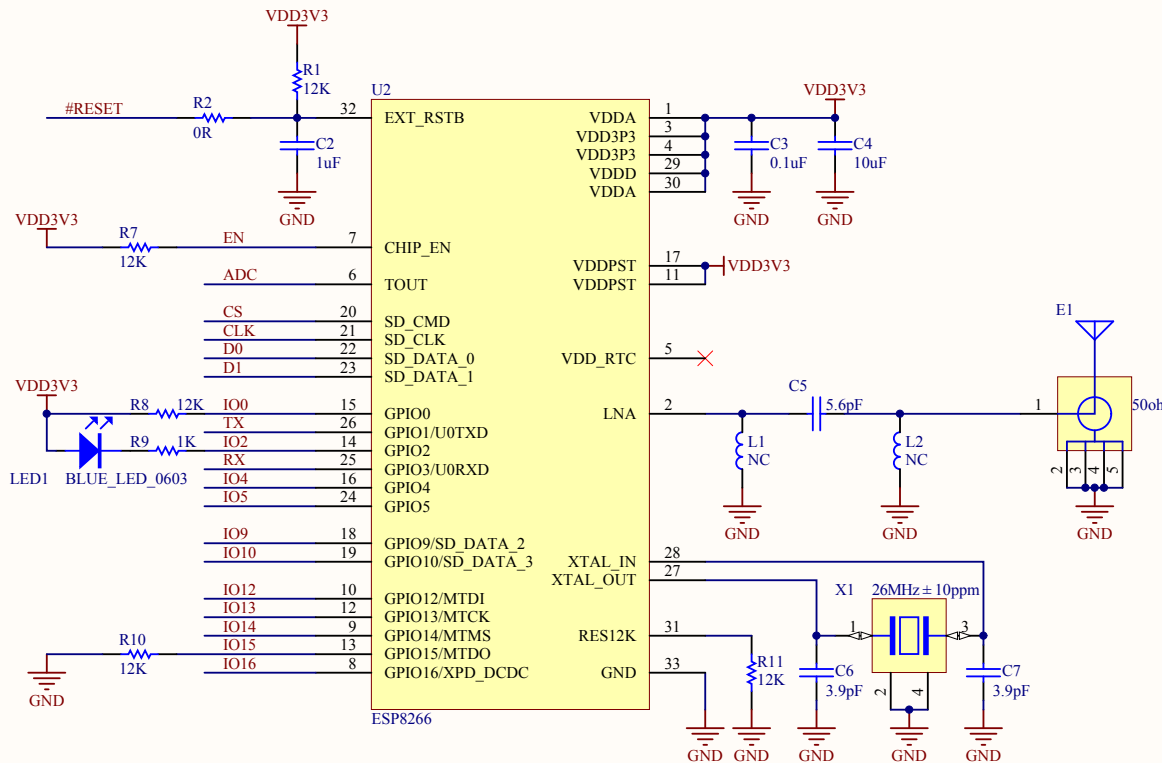 VDD3V3
R1
12K
#RESET
R2
0R
C2
1uF
GND
VDD3V3
R7
12K
EN
ADC
CS
CLK
D0
D1
VDD3V3
R8
12K
IO0
TX
R9
1K
IO2
RX
LED1
BLUE_LED_0603
IO4
IO5
IO9
IO10
IO12
IO13
IO14
R10
12K
IO15
IO16
GND
U2
32 EXT_RSTB
7 CHIP_EN
6 TOUT
20 SD_CMD
21 SD_CLK
22 SD_DATA_0
23 SD_DATA_1
15 GPIO0
26 GPIO1/U0TXD
14 GPIO2
25 GPIO3/U0RXD
16 GPIO4
24 GPIO5
18 GPIO9/SD_DATA_2
19 GPIO10/SD_DATA_3
10 GPIO12/MTDI
12 GPIO13/MTCK
9 GPIO14/MTMS
13 GPIO15/MTDO
8 GPIO16/XPD_DCDC
ESP8266
VDDA 1
VDD3P3 3
VDD3P3 4
VDDD 29
VDDA 30
VDDPST 17
VDDPST 11
VDD_RTC 5
LNA 2
XTAL_IN 28
XTAL_OUT 27
RES12K 31
GND 33
VDD3V3
C3
0.1uF
C4
10uF
GND
GND
VDD3V3
C5
5.6pF
L1
NC
GND
L2
NC
GND
E1
50oh
1
2
3
4
5
GND
X1
26MHz ± 10ppm
1
3
2
4
C6
3.9pF
C7
3.9pF
R11
12K
GND
GND
GND
GND
GND